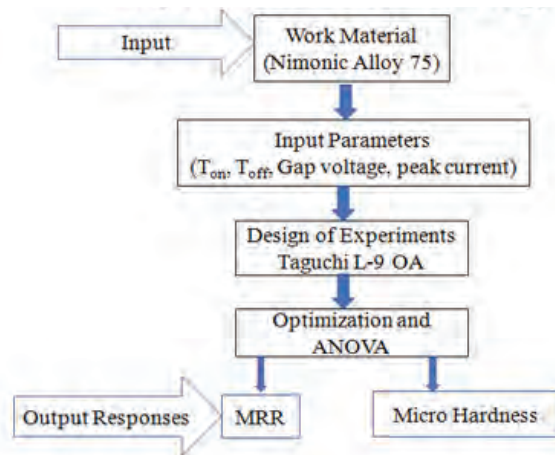 Input
Work Material
(Nimonic Alloy 75)
Input Parameters
(Ton, Toff, Gap voltage, peak current)
Design of Experiments
Taguchi L-9 OA
Optimization and
ANOVA
Output Responses
MRR
Micro Hardness